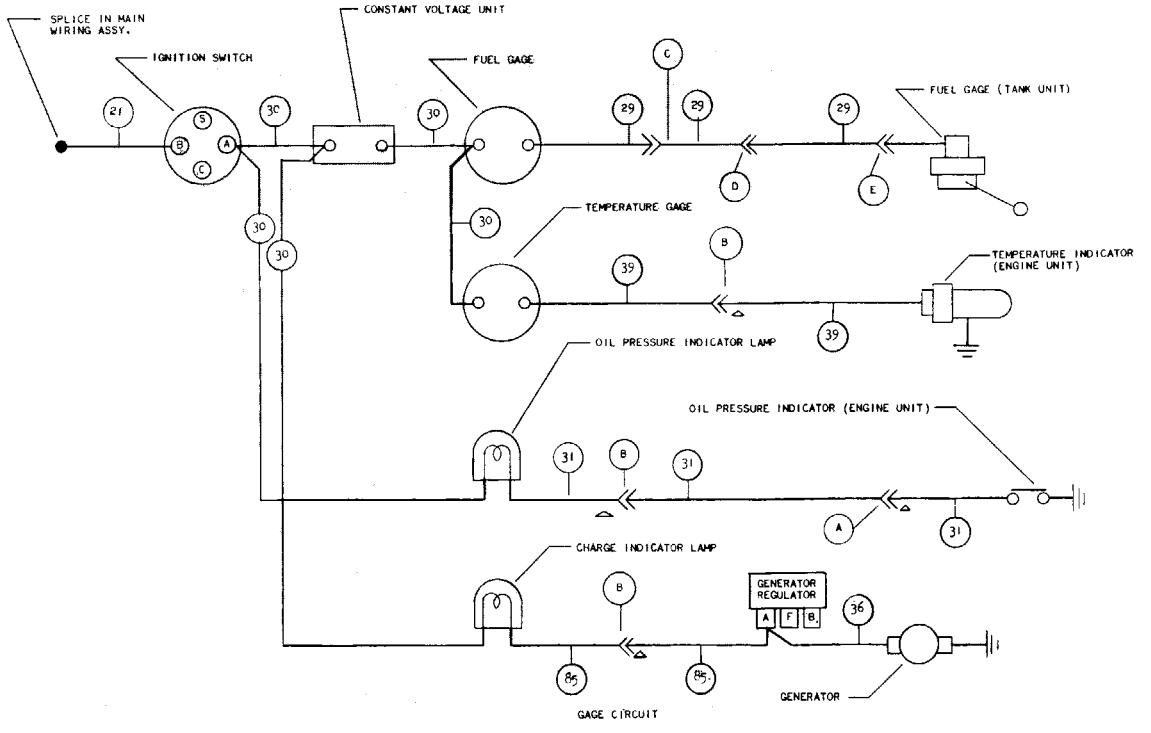 SPLICE IN MAIN
WIRING ASSY.
CONSTANT VOLTAGE UNIT
IGNITION SWITCH
FUEL GAGE
C
FUEL GAGE (TANK UNIT)
21
30
30
29
29
29
S
B
A
C
D
E
TEMPERATURE GAGE
30
30
30
B
TEMPERATURE INDICATOR
(ENGINE UNIT)
39
39
OIL PRESSURE INDICATOR LAMP
OIL PRESSURE INDICATOR (ENGINE UNIT)
31
B
31
A
31
CHARGE INDICATOR LAMP
B
GENERATOR
REGULATOR
A F B.
36
85
85.
GENERATOR
GAGE CIRCUIT